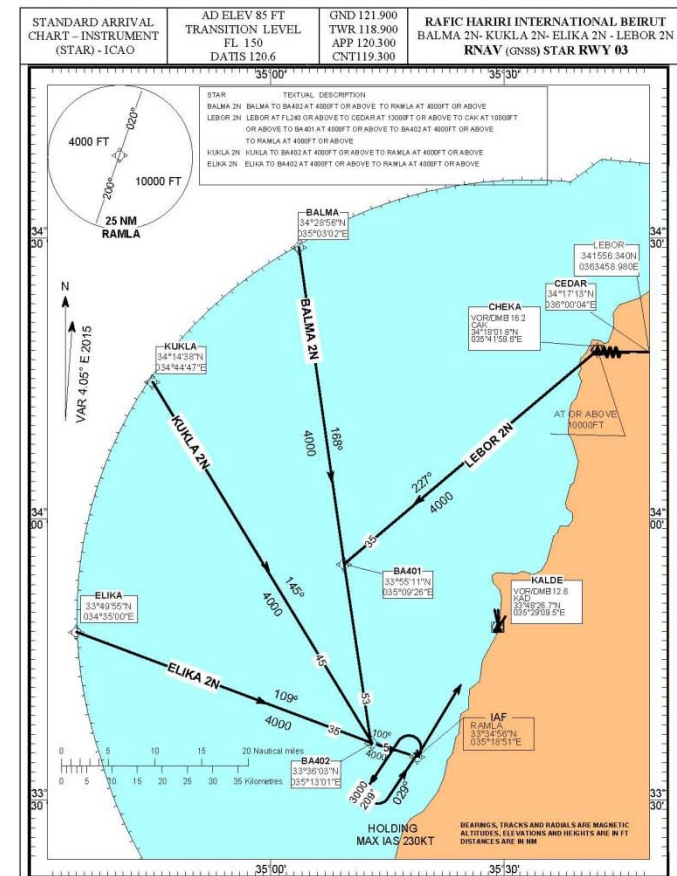 STANDARD ARRIVAL
CHART – INSTRUMENT
(STAR) - ICAO
AD ELEV 85 FT
TRANSITION LEVEL
FL 150
DATIS 120.6
GND 121.900
TWR 118.900
APP 120.300
CNT119.300
RAFIC HARIRI INTERNATIONAL BEIRUT
BALMA 2N- KUKLA 2N- ELIKA 2N - LEBOR 2N
RNAV (GNSS) STAR RWY 03
35°00'
35°30'
STAR TEXTUAL DESCRIPTION
BALMA 2N BALMA TO BA402 AT 4000FT OR ABOVE TO RAMLA AT 4000FT OR ABOVE
LEBOR 2N LEBOR AT FL240 OR ABOVE TO CEDAR AT 13000FT OR ABOVE TO CAK AT 10000FT
OR ABOVE TO BA401 AT 4000FT OR ABOVE TO BA402 AT 4000FT OR ABOVE
TO RAMLA AT 4000FT OR ABOVE
KUKLA 2N KUKLA TO BA402 AT 4000FT OR ABOVE TO RAMLA AT 4000FT OR ABOVE
ELIKA 2N ELIKA TO BA402 AT 4000FT OR ABOVE TO RAMLA AT 4000FT OR ABOVE
4000 FT
020°
200°
10000 FT
25 NM
RAMLA
34°
30'
34°
30'
BALMA
34°28'56"N
035°03'02"E
LEBOR
341556.340N
0363458.980E
CEDAR
34°17'13"N
036°00'04"E
CHEKA
VOR/DME 16.2
CAK
34°18'01.9"N
035°41'59.6"E
N
VAR 4.05° E 2015
KUKLA
34°14'38"N
034°44'47"E
BALMA 2N
168°
4000
KUKLA 2N
145°
4000
AT OR ABOVE
10000FT
LEBOR 2N
227°
4000
35
34°
00'
34°
00'
BA401
33°55'11"N
035°09'26"E
KALDE
VOR/DME 12.6
KAD
33°48'26.7"N
035°29'09.5"E
ELIKA
33°49'55"N
034°35'00"E
ELIKA 2N
109°
4000
35
45
53
100°
5
4000
IAF
RAMLA
33°34'56"N
035°18'51"E
0 5 10 15 20 Nautical miles
0 5 10 15 20 25 30 35 Kilometres
BA402
33°36'03"N
035°13'01"E
3000
209°
029°
33°
30'
33°
30'
HOLDING
MAX IAS 230KT
BEARINGS, TRACKS AND RADIALS ARE MAGNETIC
ALTITUDES, ELEVATIONS AND HEIGHTS ARE IN FT
DISTANCES ARE IN NM
35°00'
35°30'